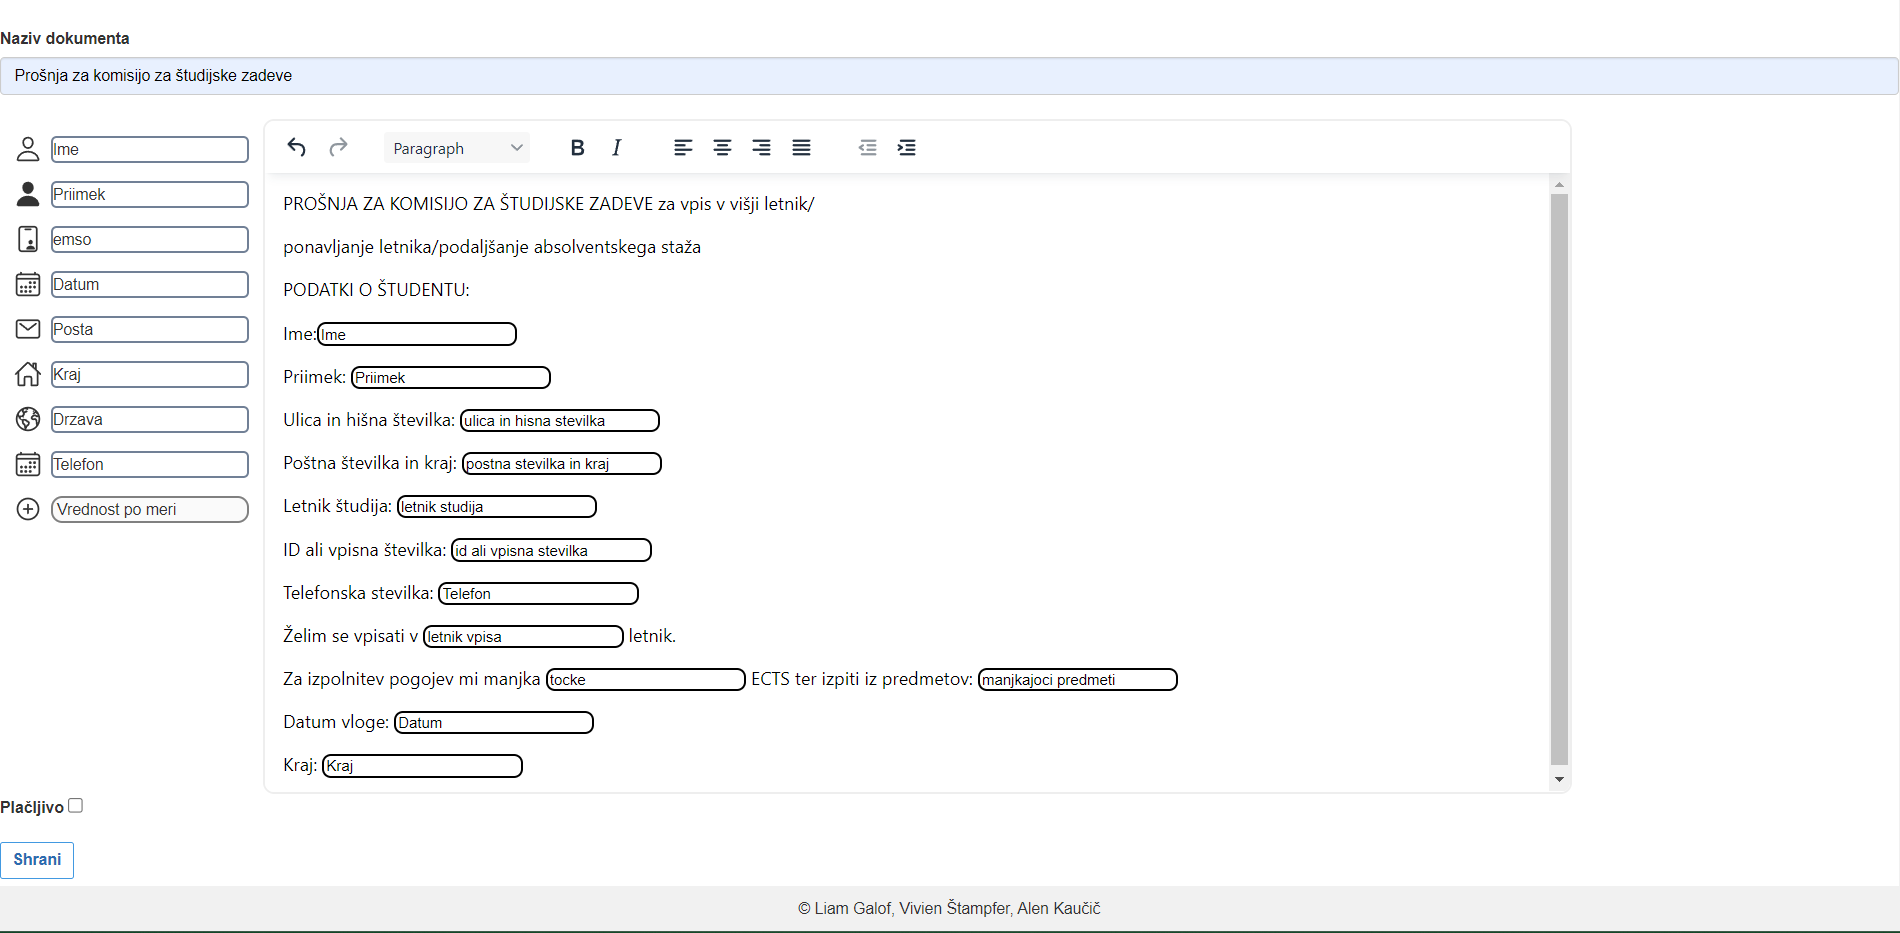 Naziv dokumenta
Prošnja za komisijo za študijske zadeve
Ime
Priimek
emso
Datum
Posta
Kraj
Drzava
Telefon
Vrednost po meri
Paragraph B I
PROŠNJA ZA KOMISIJO ZA ŠTUDIJSKE ZADEVE za vpis v višji letnik/
ponavljanje letnika/podaljšanje absolventskega staža
PODATKI O ŠTUDENTU:
Ime: Ime
Priimek: Priimek
Ulica in hišna številka: ulica in hisna stevilka
Poštna številka in kraj: postna stevilka in kraj
Letnik študija: letnik studija
ID ali vpisna številka: id ali vpisna stevilka
Telefonska stevilka: Telefon
Želim se vpisati v letnik vpisa letnik.
Za izpolnitev pogojev mi manjka tocke ECTS ter izpiti iz predmetov: manjkajoci predmeti
Datum vloge: Datum
Kraj: Kraj
Plačljivo
Shrani
© Liam Galof, Vivien Štampfer, Alen Kaučič